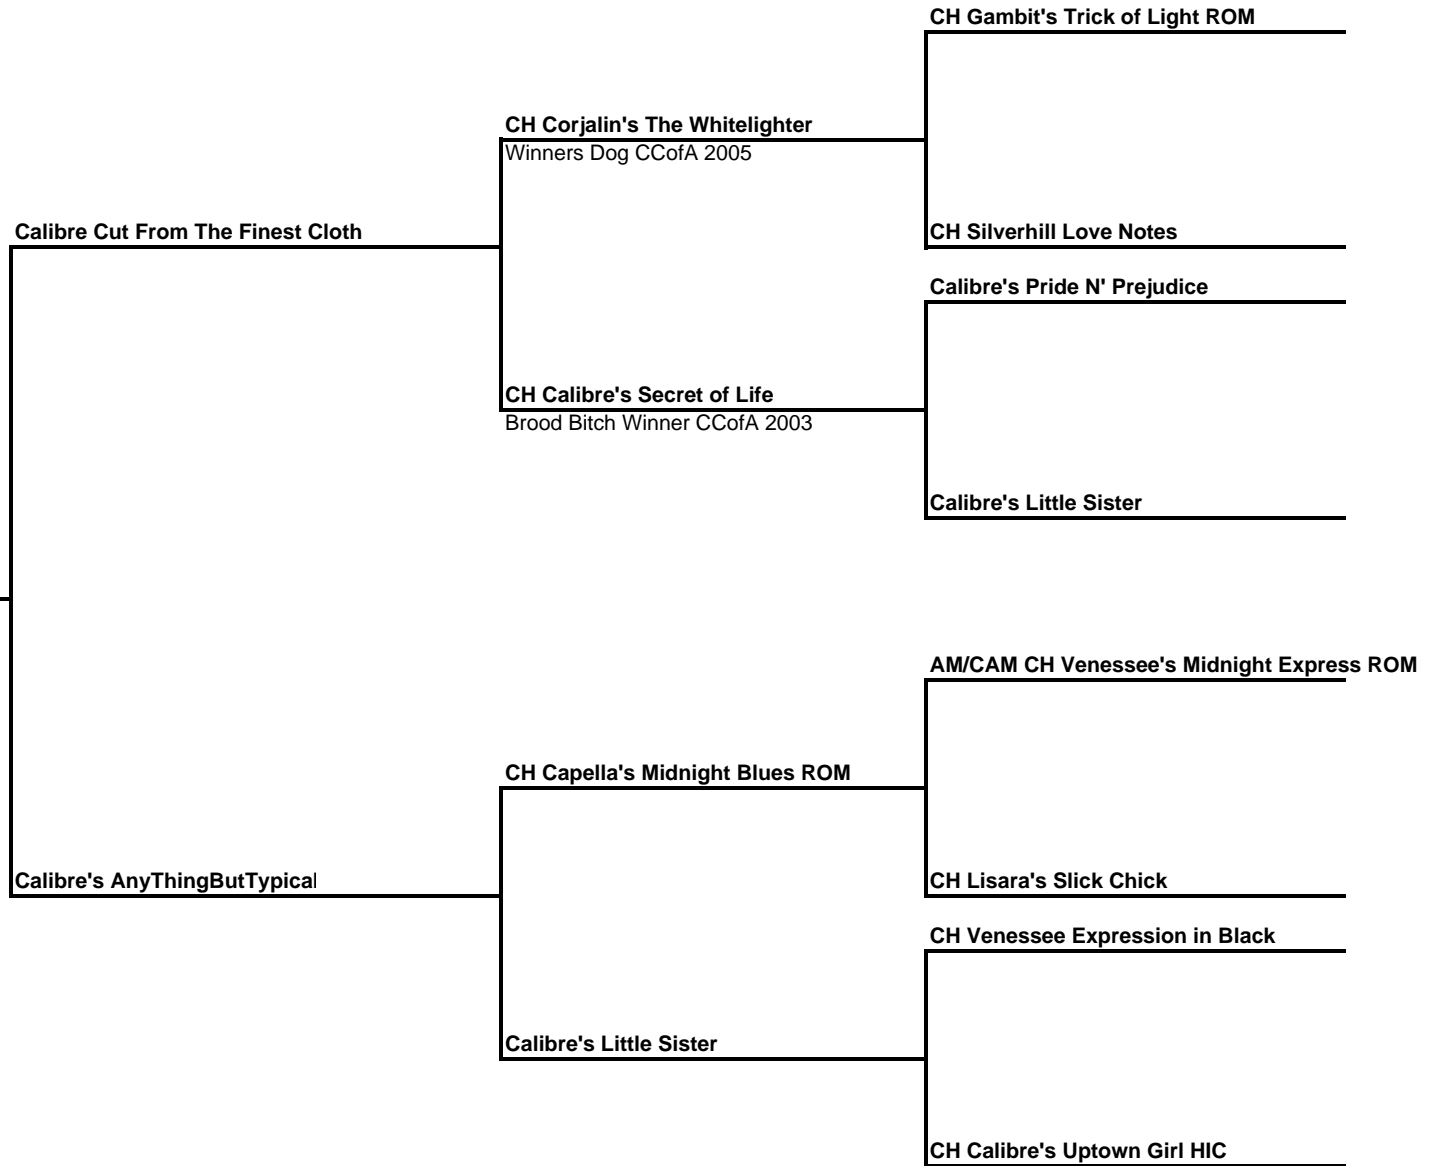 CH Gambit's Trick of Light ROM
CH Corjalin's The Whitelighter
Winners Dog CCofA 2005
Calibre Cut From The Finest Cloth
CH Silverhill Love Notes
Calibre's Pride N' Prejudice
CH Calibre's Secret of Life
Brood Bitch Winner CCofA 2003
Calibre's Little Sister
AM/CAM CH Venessee's Midnight Express ROM
CH Capella's Midnight Blues ROM
Calibre's AnyThingButTypical
CH Lisara's Slick Chick
CH Venessee Expression in Black
Calibre's Little Sister
CH Calibre's Uptown Girl HIC